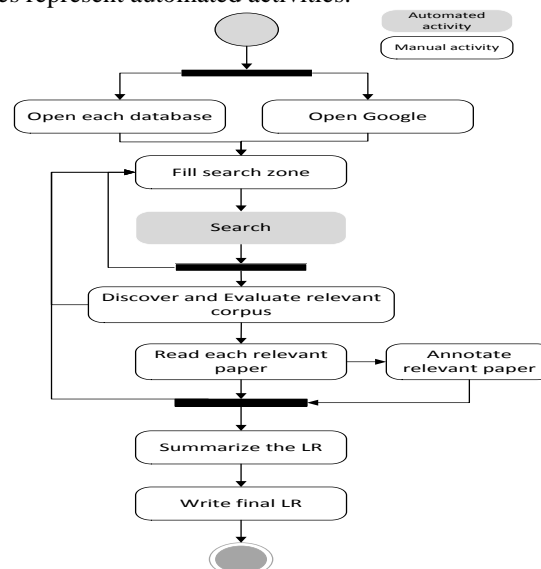 es represent automated activities.
Automated
activity
Manual activity
Open each database
Open Google
Fill search zone
Search
Discover and Evaluate relevant
corpus
Read each relevant
paper
Annotate
relevant paper
Summarize the LR
Write final LR